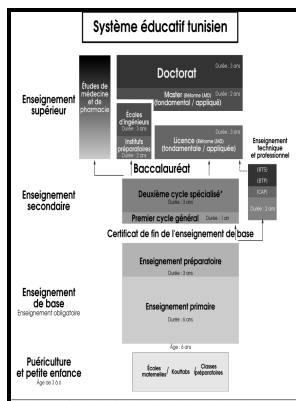 Système éducatif tunisien
Études de
médecine
et de
pharmacie
Durée : 3 ans
Doctorat
Durée : 2 ans
Master (Réforme LMD)
(fondamental / appliqué)
Enseignement
supérieur
Écoles
d'ingénieurs
Durée : 3 ans
Instituts
préparatoires
Durée : 2 ans
Durée : 3 ans
Licence (Réforme LMD)
(fondamentale / appliquée)
Enseignement
technique
et professionnel
(BTS)
(BTP)
(CAP)
Durée : 2 ans
Baccalauréat
Enseignement
secondaire
Deuxième cycle spécialisé*
Durée : 3 ans
Premier cycle général Durée : 1 an
Certificat de fin de l'enseignement de base
Enseignement préparatoire
Durée : 3 ans
Enseignement
de base
Enseignement obligatoire
Enseignement primaire
Durée : 6 ans
Âge : 6 ans
Puériculture
et petite enfance
Âge de 3 à 6
Écoles
maternelles / Kouttabs / Classes
préparatoires